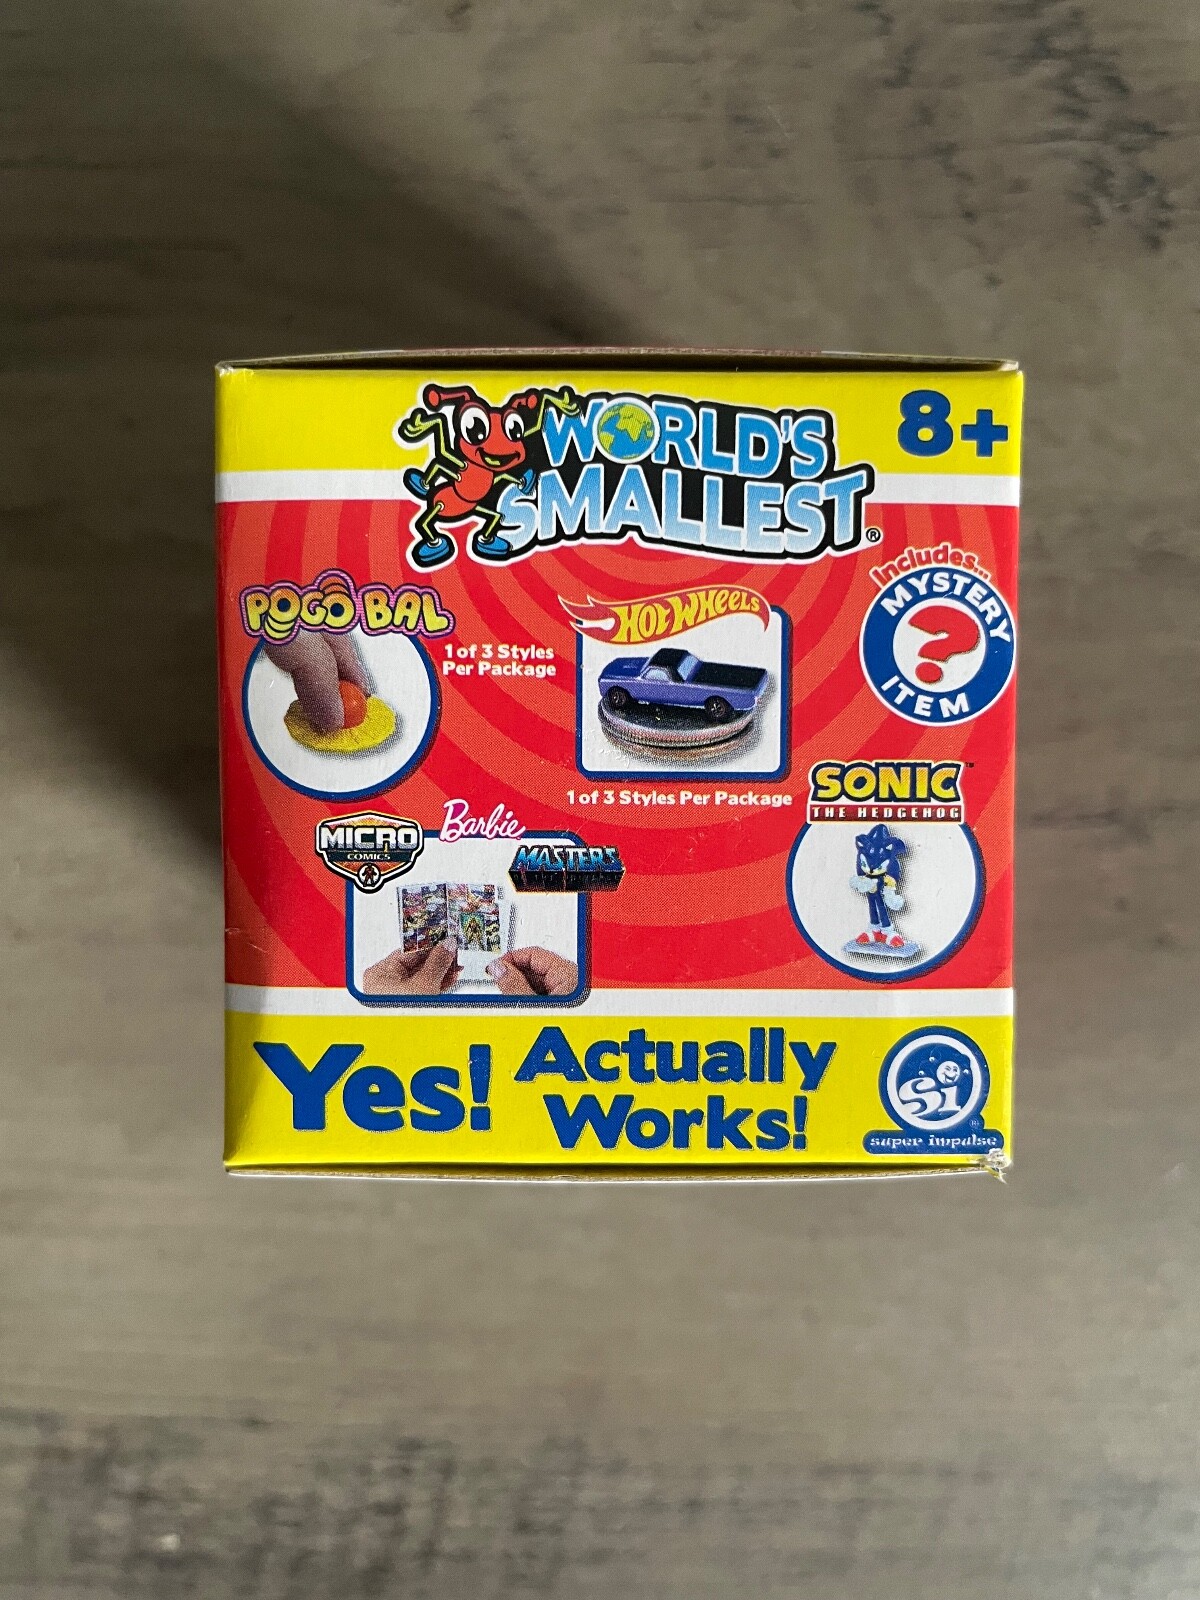 WORLD'S
SMALLEST®
8+
Includes...
MYSTERY
?
ITEM
POGO BAL
1 of 3 Styles
Per Package
HOT WHEELS
1 of 3 Styles Per Package
SONIC™
THE HEDGEHOG
MICRO
COMICS
Barbie
MASTERS
Yes! Actually
Works!
Si®
super impulse